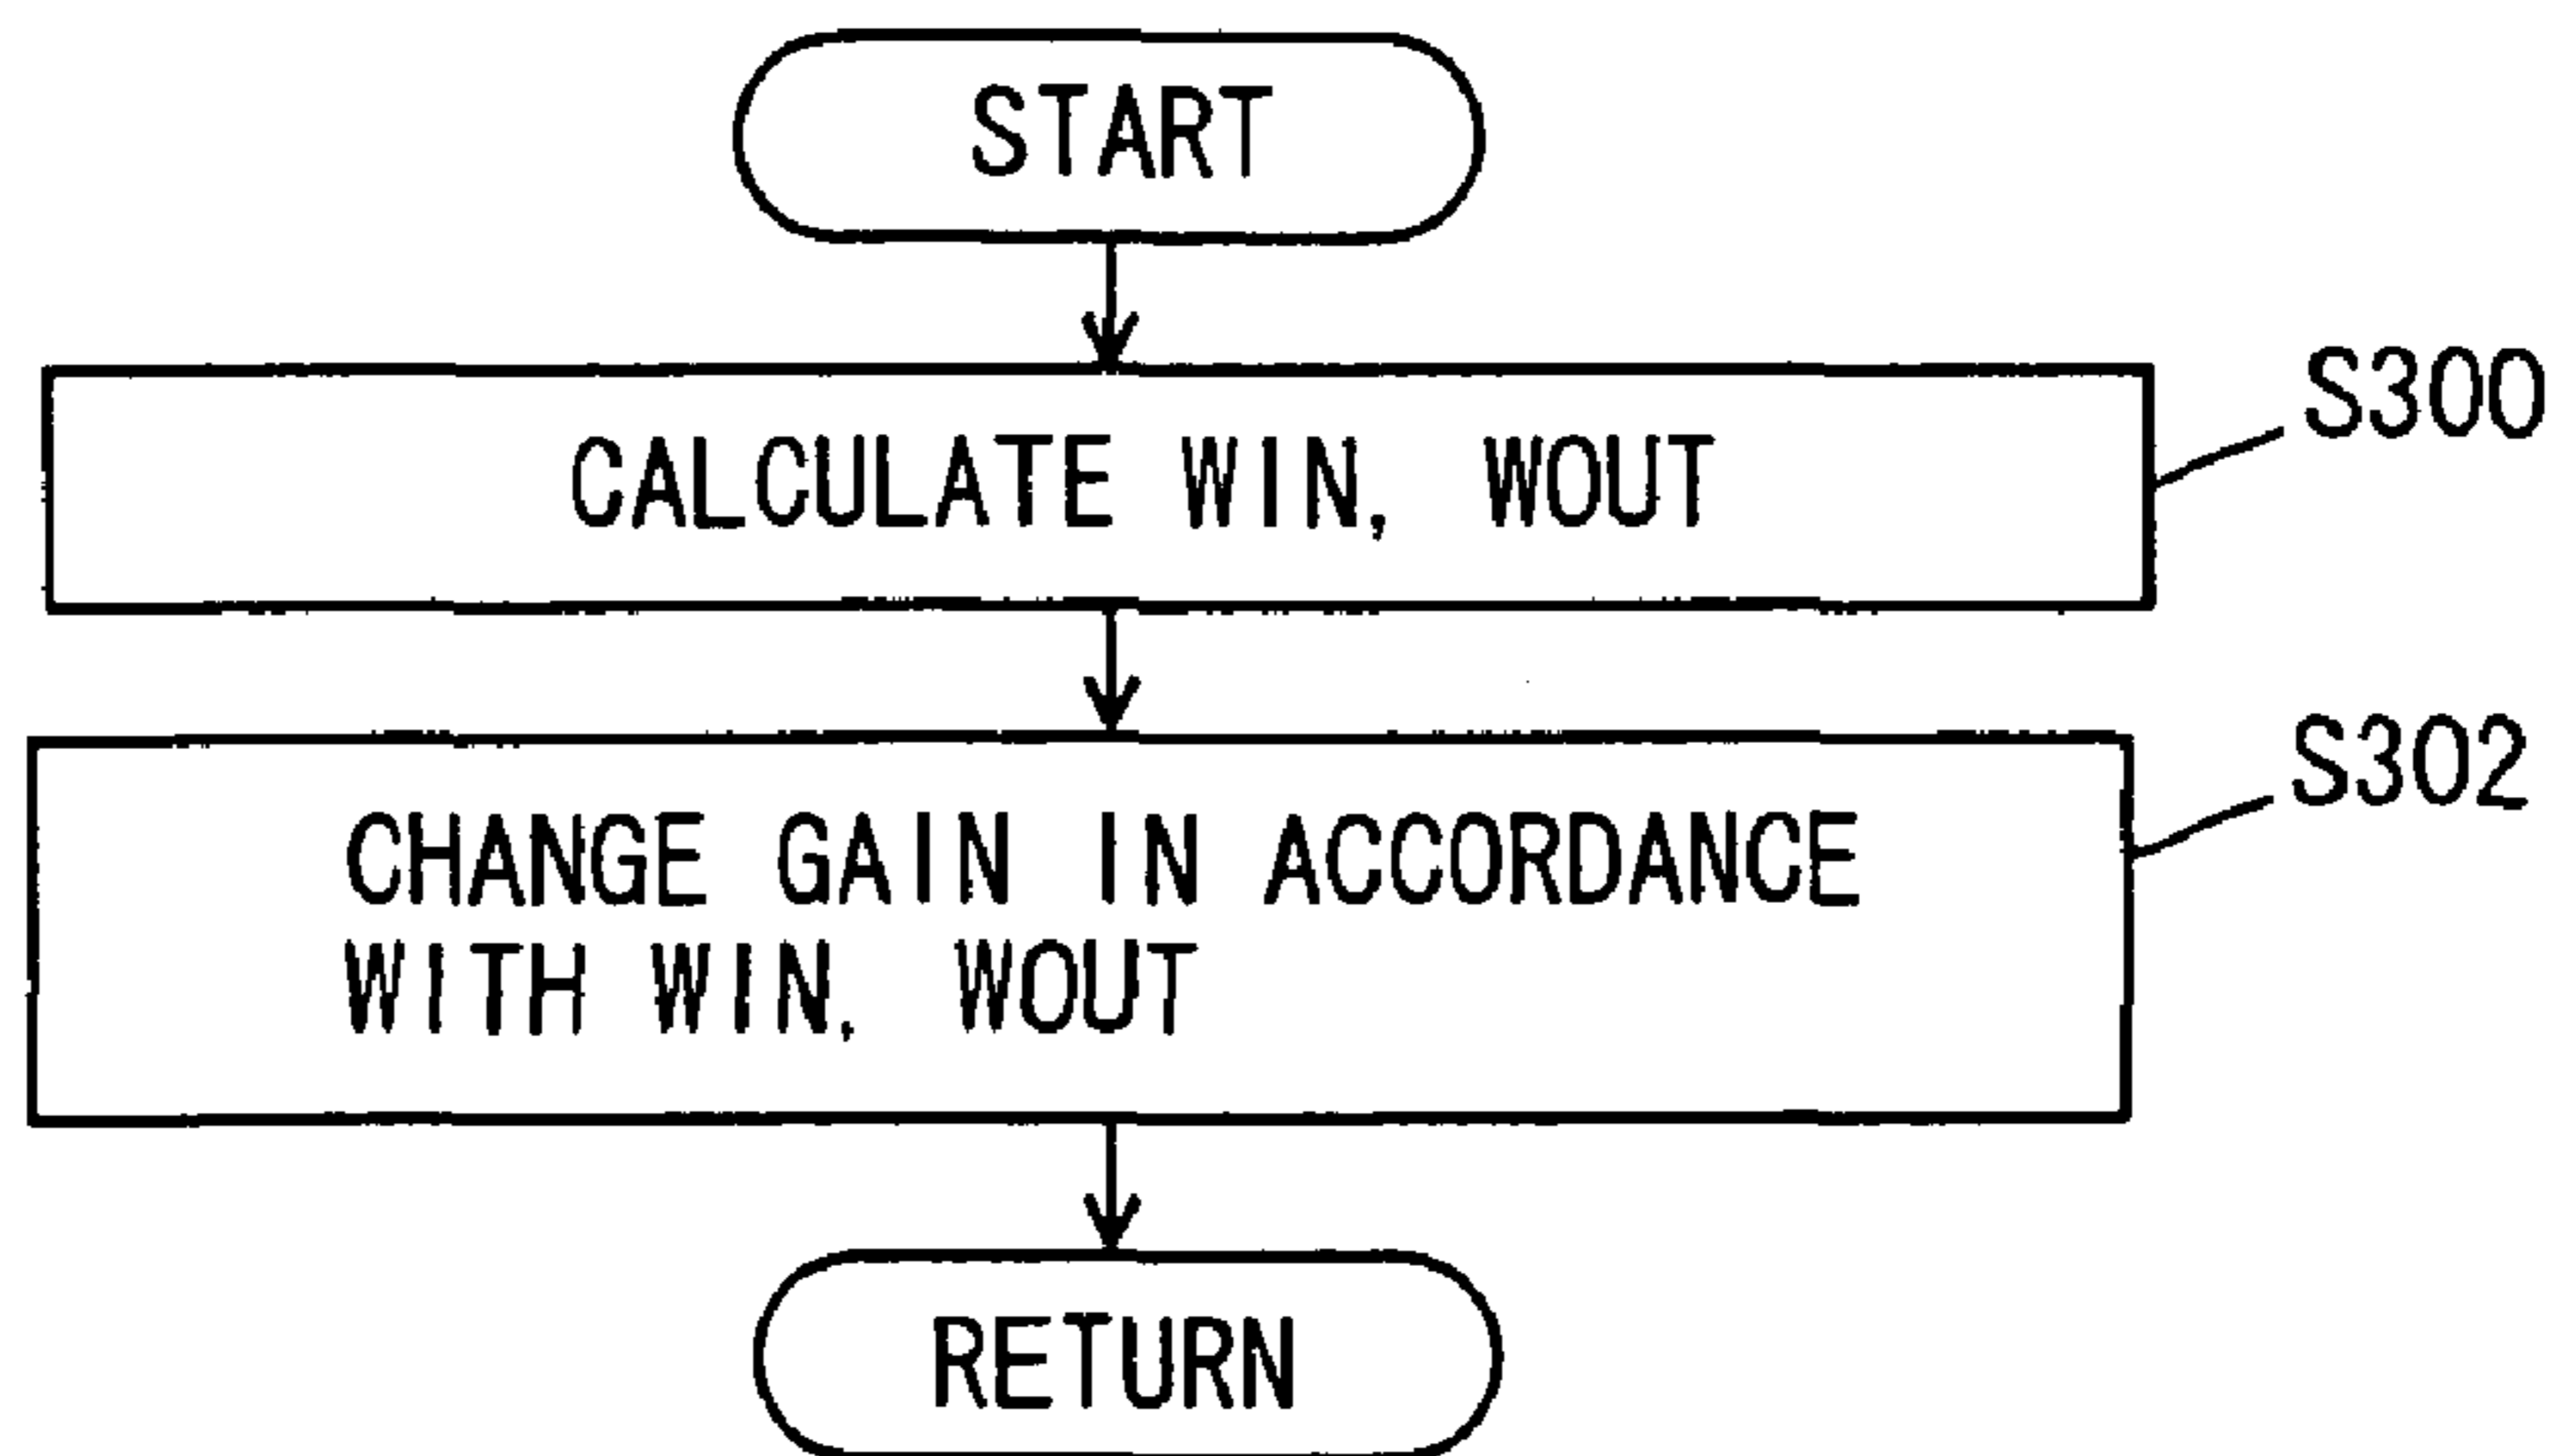 START
CALCULATE WIN, WOUT
S300
CHANGE GAIN IN ACCORDANCE
WITH WIN, WOUT
S302
RETURN